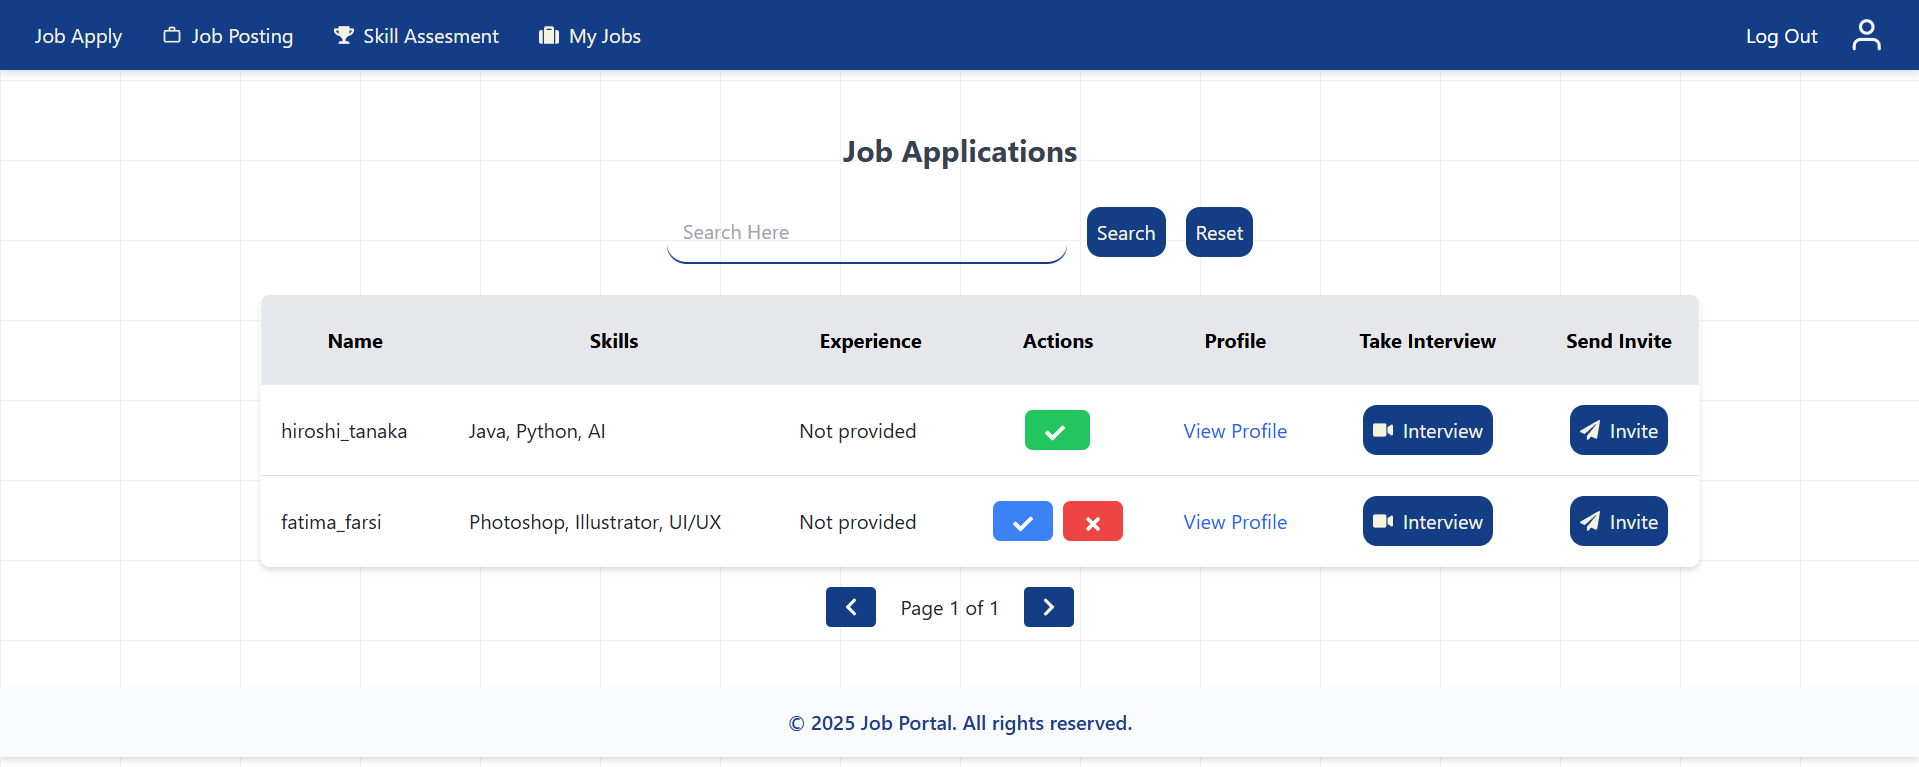 Job Apply Job Posting Skill Assesment My Jobs Log Out
Job Applications
Search Here Search Reset
Name Skills Experience Actions Profile Take Interview Send Invite
hiroshi_tanaka Java, Python, AI Not provided View Profile Interview Invite
fatima_farsi Photoshop, Illustrator, UI/UX Not provided View Profile Interview Invite
Page 1 of 1
© 2025 Job Portal. All rights reserved.